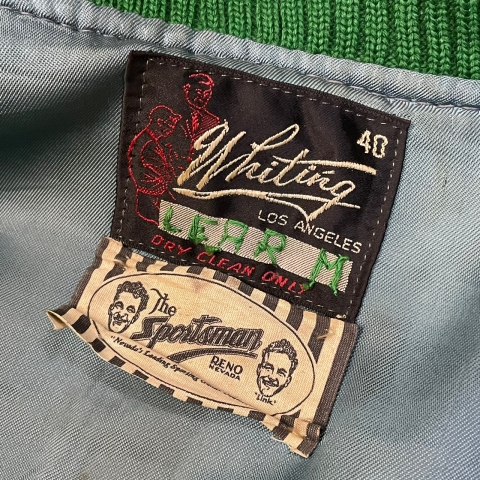 Whiting
40
LOS ANGELES
LEAR M
DRY CLEAN ONLY
The
Sportsman
RENO
NEVADA
"Nevada's Leading Sporting
"Link"